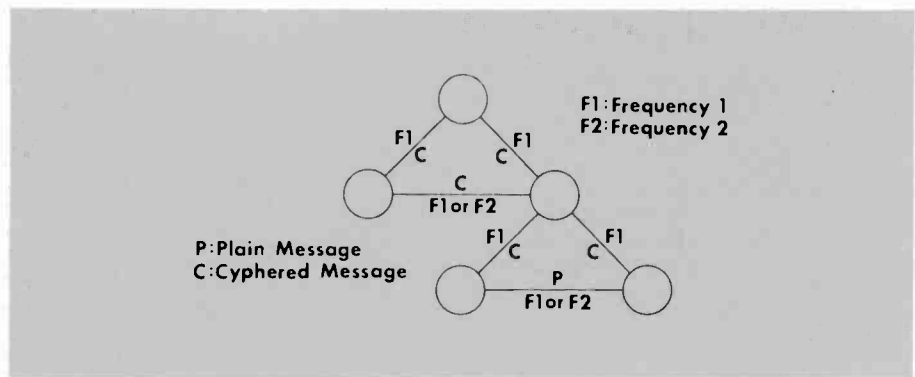 F1:Frequency 1
F2:Frequency 2
F1
C
F1
C
C
F1 or F2
P:Plain Message
C:Cyphered Message
F1
C
F1
C
P
F1 or F2